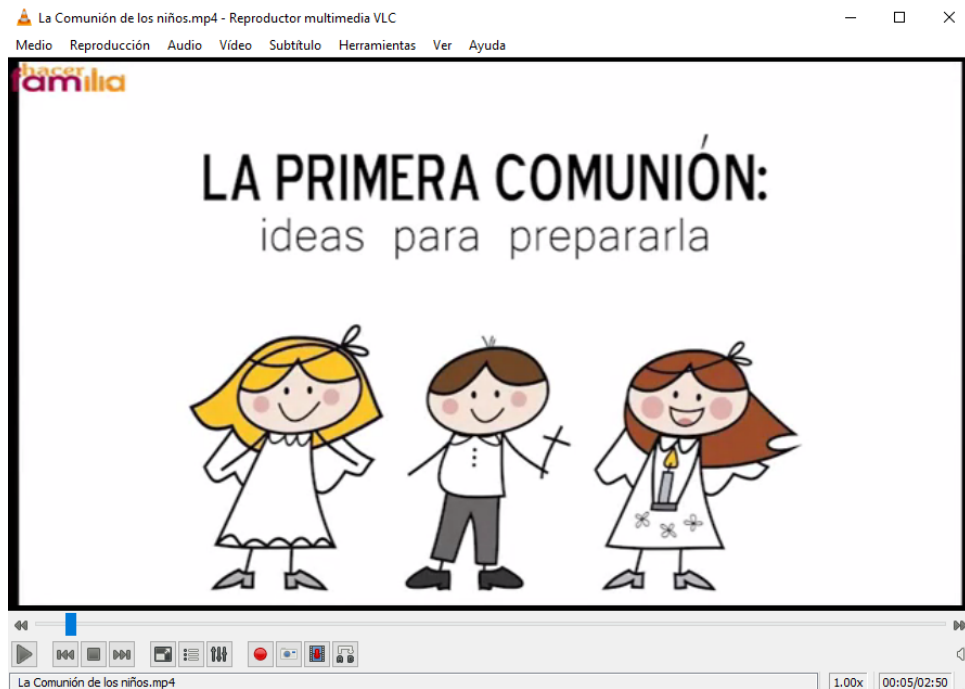 La Comunión de los niños.mp4 - Reproductor multimedia VLC
Medio Reproducción Audio Vídeo Subtítulo Herramientas Ver Ayuda
hacer
familia
LA PRIMERA COMUNIÓN:
ideas para prepararla
La Comunión de los niños.mp4 1.00x 00:05/02:50